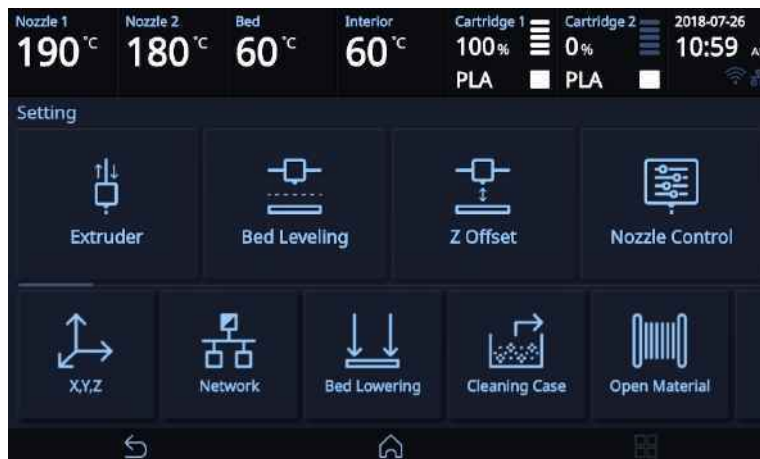 Nozzle 1 Nozzle 2 Bed Interior Cartridge 1 Cartridge 2 2018-07-26
190 °C 180 °C 60 °C 60 °C 100 % 0 % 10:59
PLA PLA
Setting
Extruder Bed Leveling Z Offset Nozzle Control
X,Y,Z Network Bed Lowering Cleaning Case Open Material